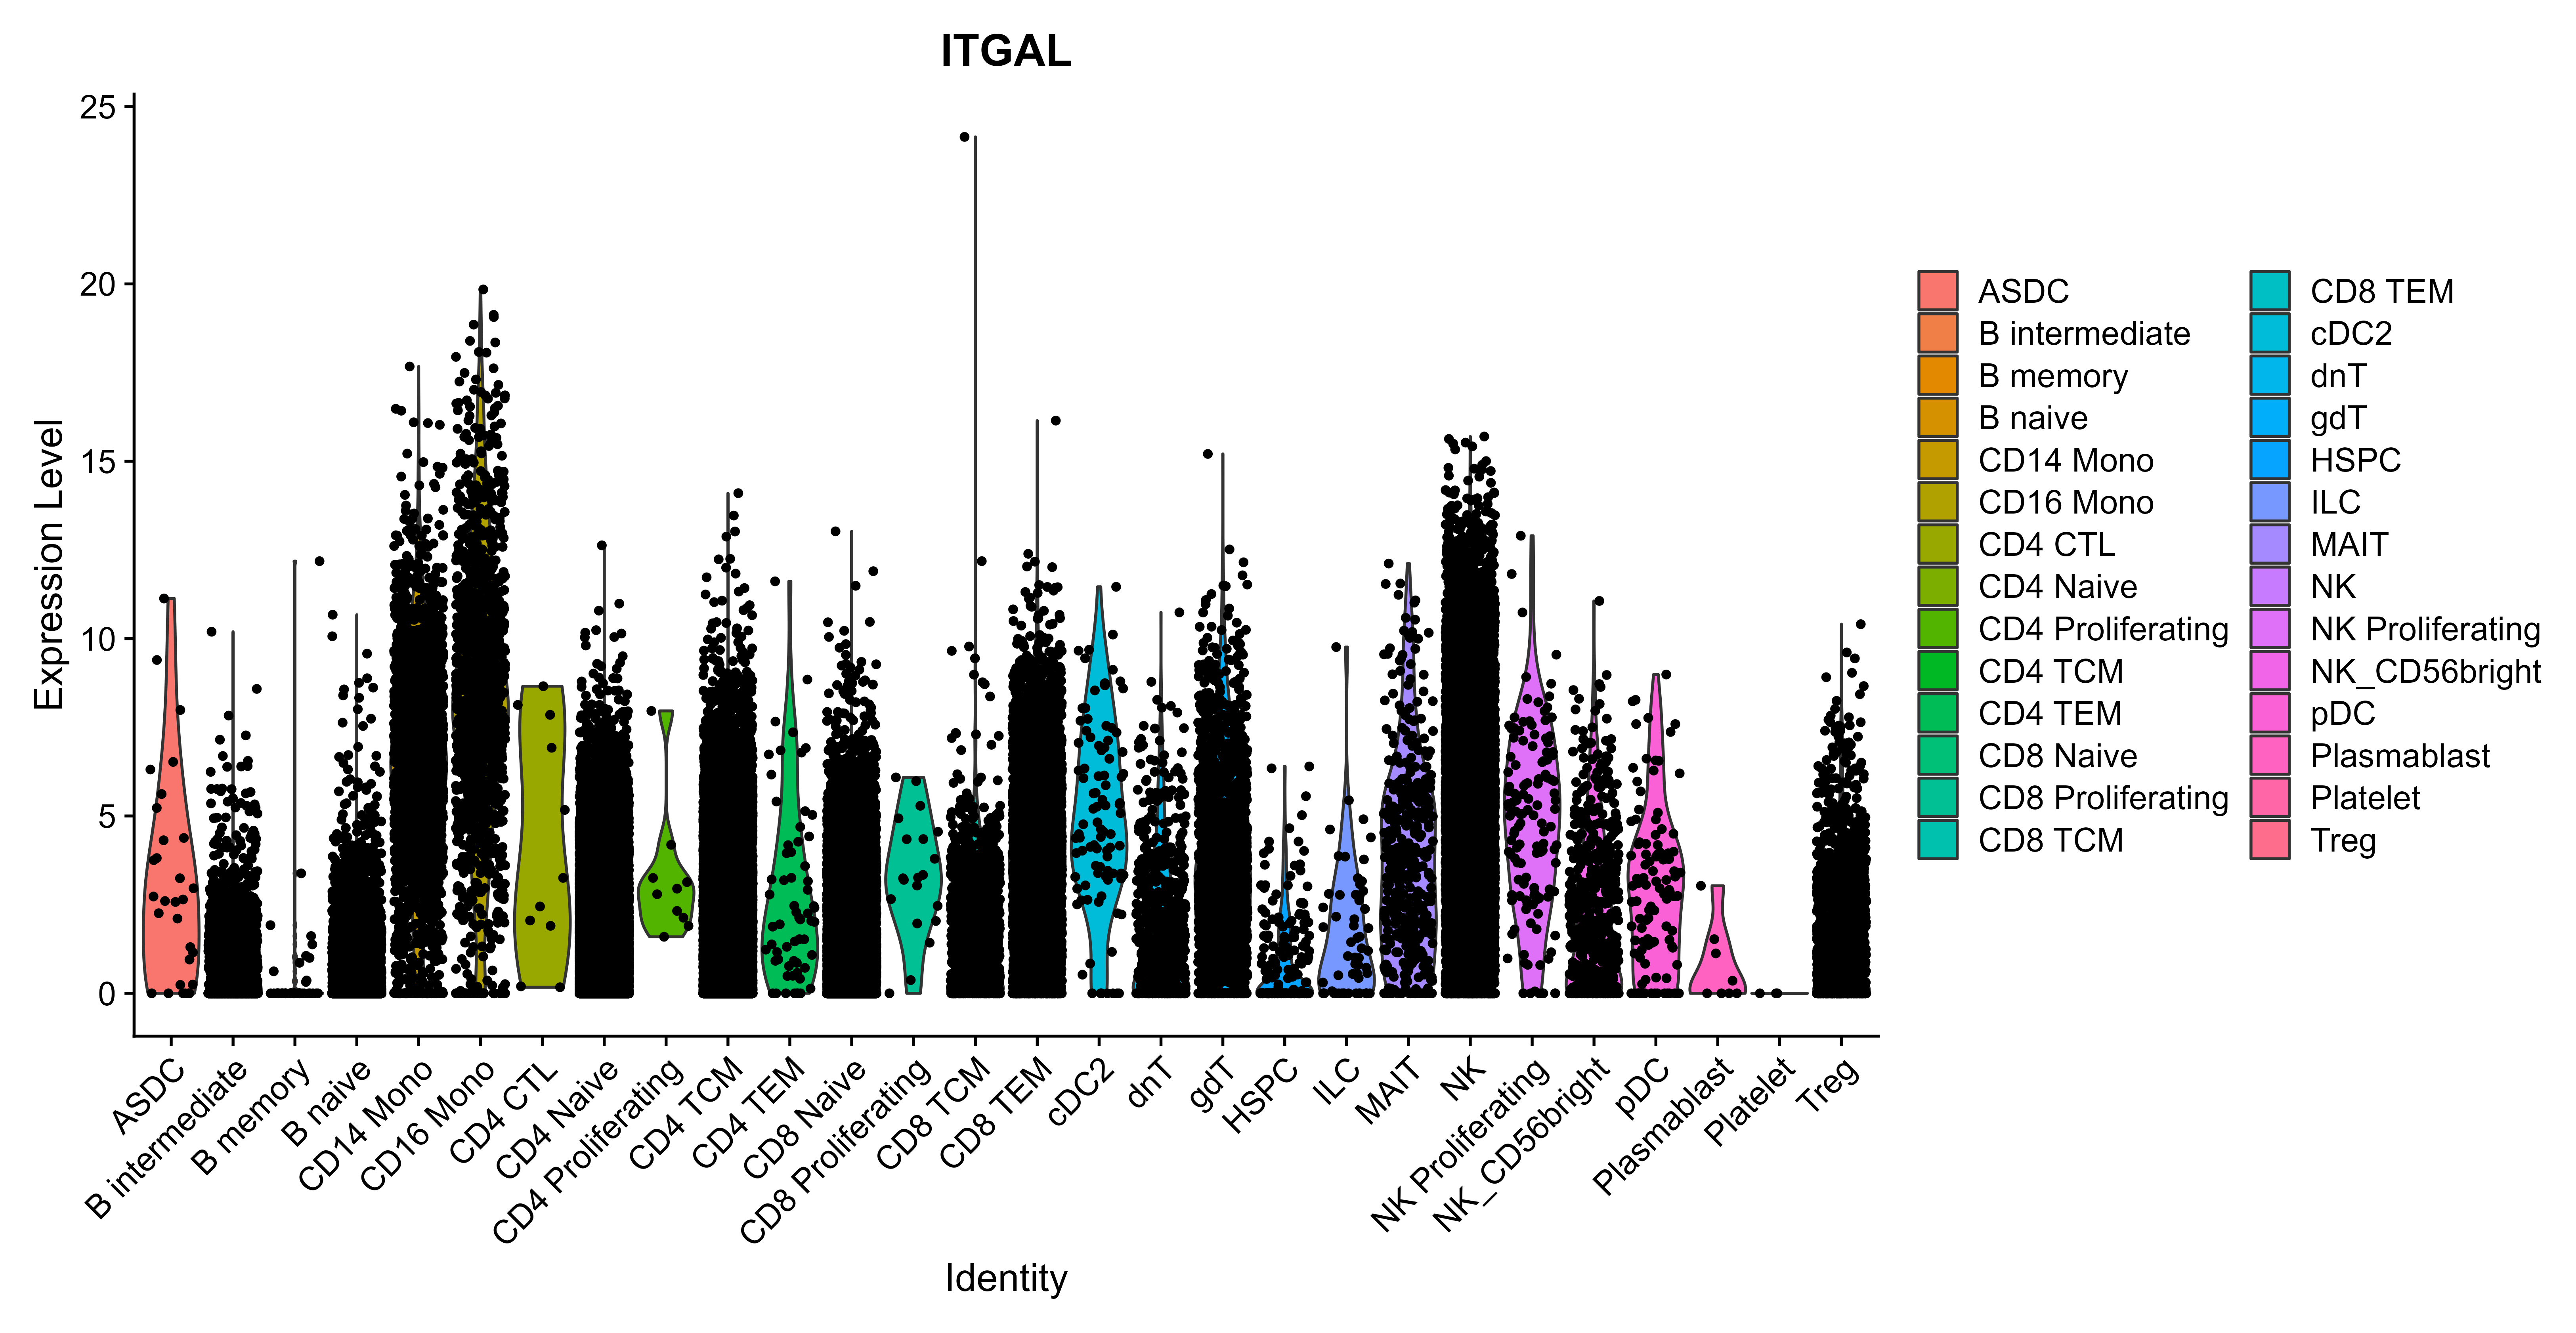 ITGAL
Expression Level
25
20
15
10
5
0
ASDC
B intermediate
B memory
B naive
CD14 Mono
CD16 Mono
CD4 CTL
CD4 Naive
CD4 Proliferating
CD4 TCM
CD4 TEM
CD8 Naive
CD8 Proliferating
CD8 TCM
CD8 TEM
cDC2
dnT
gdT
HSPC
ILC
MAIT
NK
NK Proliferating
NK_CD56bright
pDC
Plasmablast
Platelet
Treg
Identity
ASDC
B intermediate
B memory
B naive
CD14 Mono
CD16 Mono
CD4 CTL
CD4 Naive
CD4 Proliferating
CD4 TCM
CD4 TEM
CD8 Naive
CD8 Proliferating
CD8 TCM
CD8 TEM
cDC2
dnT
gdT
HSPC
ILC
MAIT
NK
NK Proliferating
NK_CD56bright
pDC
Plasmablast
Platelet
Treg